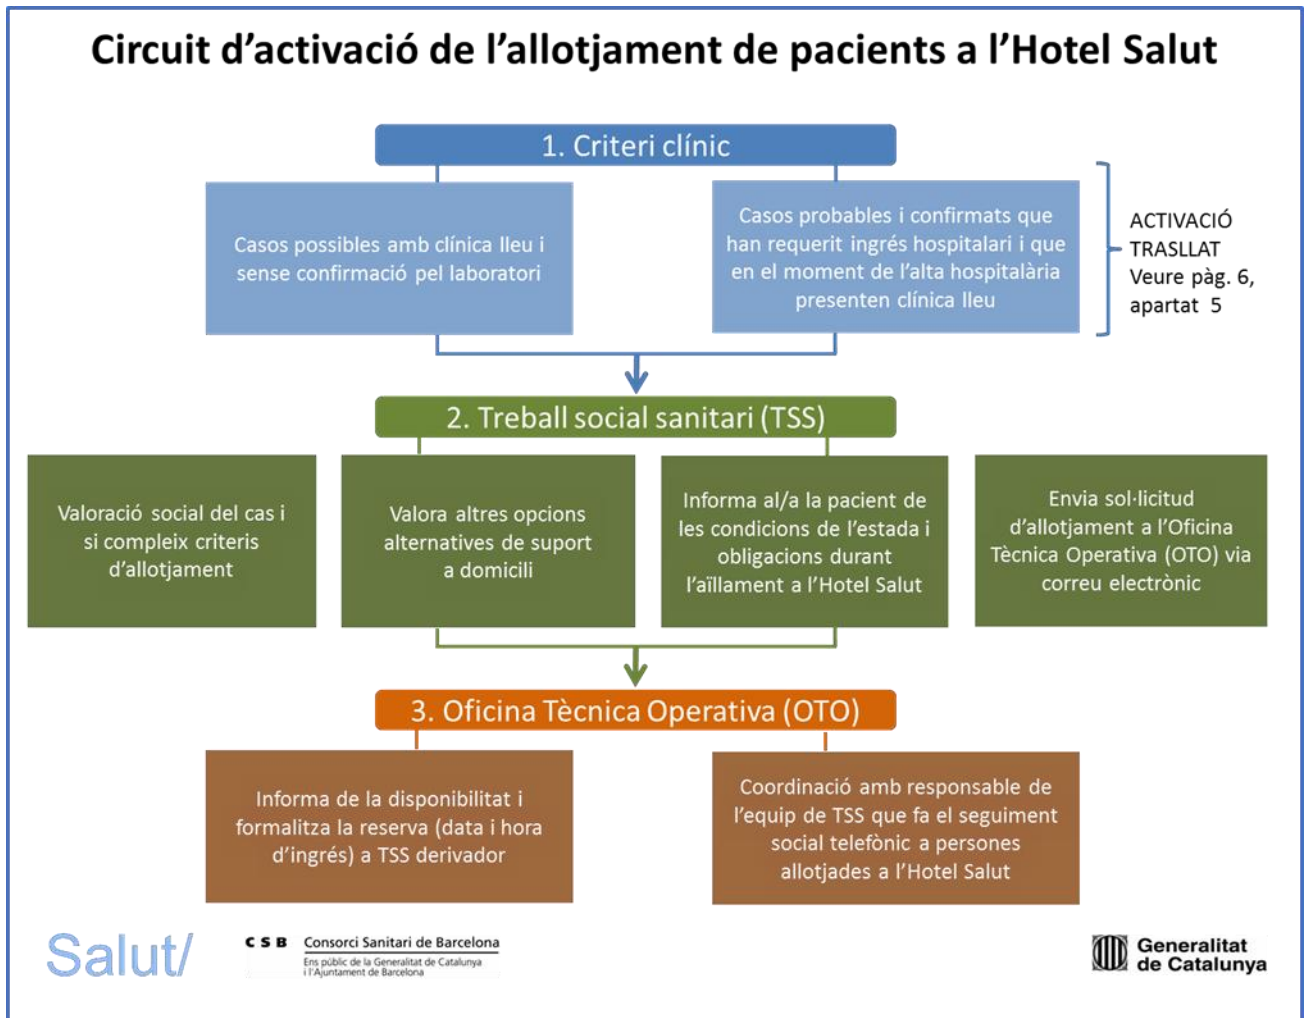 Circuit d’activació de l’allotjament de pacients a l’Hotel Salut
1. Criteri clínic
Casos possibles amb clínica lleu i
sense confirmació pel laboratori
Casos probables i confirmats que
han requerit ingrés hospitalari i que
en el moment de l’alta hospitalària
presenten clínica lleu
ACTIVACIÓ
TRASLLAT
Veure pàg. 6,
apartat 5
2. Treball social sanitari (TSS)
Valoració social del cas i
si compleix criteris
d’allotjament
Valora altres opcions
alternatives de suport
a domicili
Informa al/a la pacient de
les condicions de l’estada i
obligacions durant
l’aïllament a l’Hotel Salut
Envia sol·licitud
d’allotjament a l’Oficina
Tècnica Operativa (OTO) via
correu electrònic
3. Oficina Tècnica Operativa (OTO)
Informa de la disponibilitat i
formalitza la reserva (data i hora
d’ingrés) a TSS derivador
Coordinació amb responsable de
l’equip de TSS que fa el seguiment
social telefònic a persones
allotjades a l’Hotel Salut
Salut/
CSB Consorci Sanitari de Barcelona
Ens públic de la Generalitat de Catalunya
i l’Ajuntament de Barcelona
Generalitat
de Catalunya